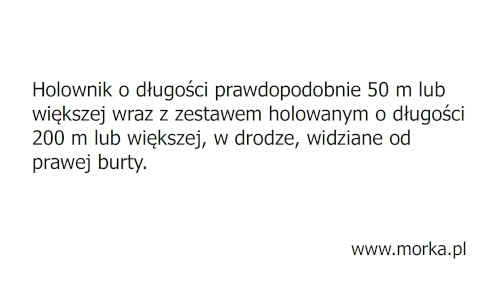 Holownik o długości prawdopodobnie 50 m lub
większej wraz z zestawem holowanym o długości
200 m lub większej, w drodze, widziane od
prawej burty.
www.morka.pl